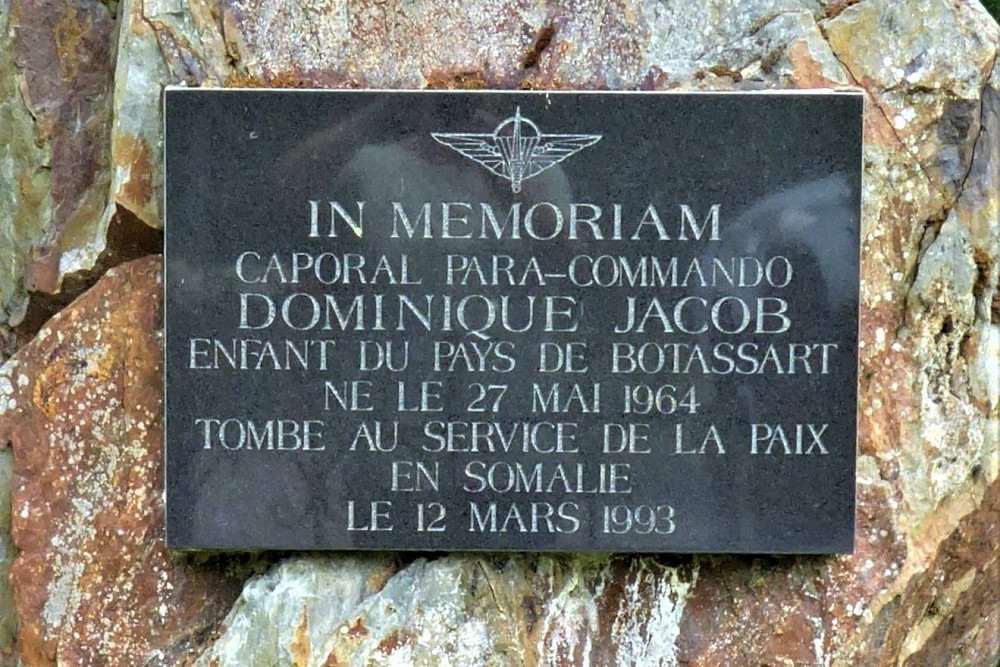 IN MEMORIAM
CAPORAL PARA-COMMANDO
DOMINIQUE JACOB
ENFANT DU PAYS DE BOTASSART
NE LE 27 MAI 1964
TOMBE AU SERVICE DE LA PAIX
EN SOMALIE
LE 12 MARS 1993